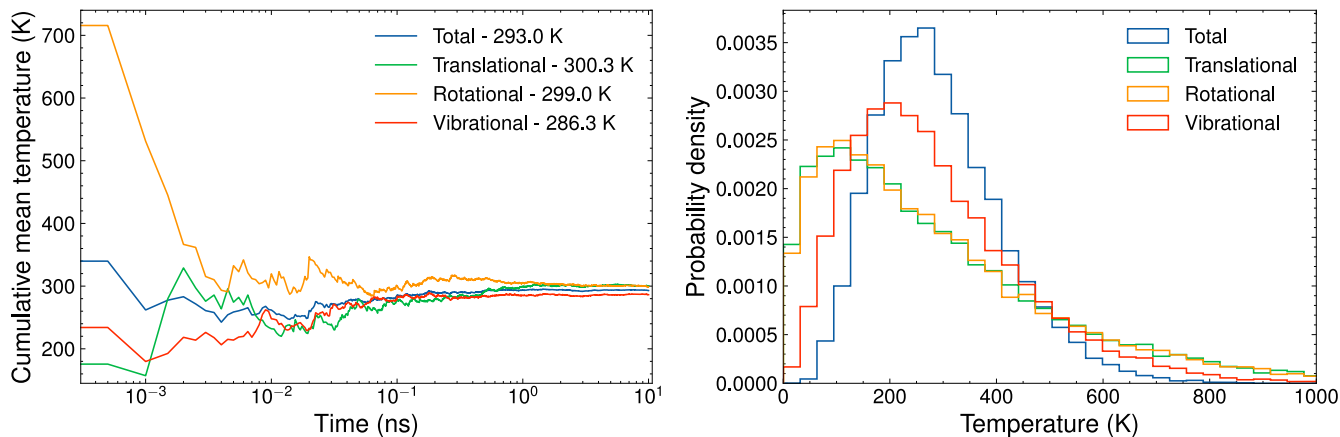 Cumulative mean temperature (K)
700
600
500
400
300
200
Total - 293.0 K
Translational - 300.3 K
Rotational - 299.0 K
Vibrational - 286.3 K
10⁻³
10⁻²
10⁻¹
10⁰
10¹
Time (ns)
Probability density
0.0035
0.0030
0.0025
0.0020
0.0015
0.0010
0.0005
0.0000
Total
Translational
Rotational
Vibrational
0
200
400
600
800
1000
Temperature (K)